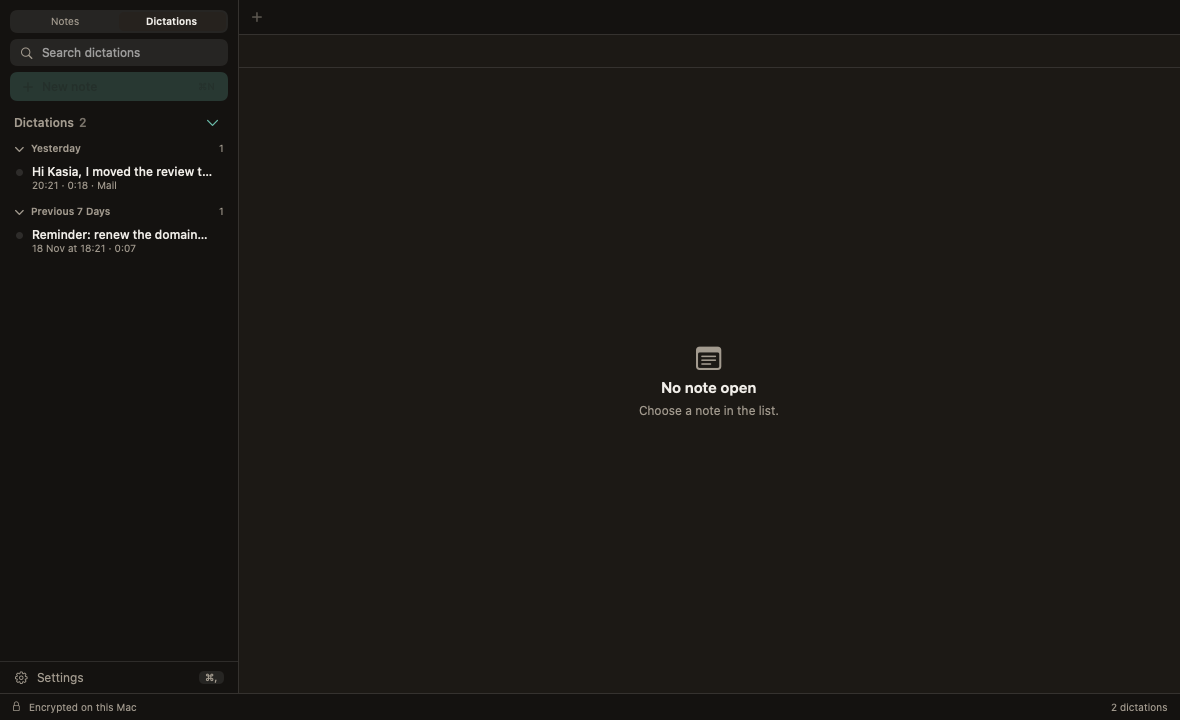 Notes
Dictations
Search dictations
New note ⌘N
Dictations 2
Yesterday 1
Hi Kasia, I moved the review t...
20:21 · 0:18 · Mail
Previous 7 Days 1
Reminder: renew the domain...
18 Nov at 18:21 · 0:07
No note open
Choose a note in the list.
Settings ⌘,
Encrypted on this Mac
2 dictations